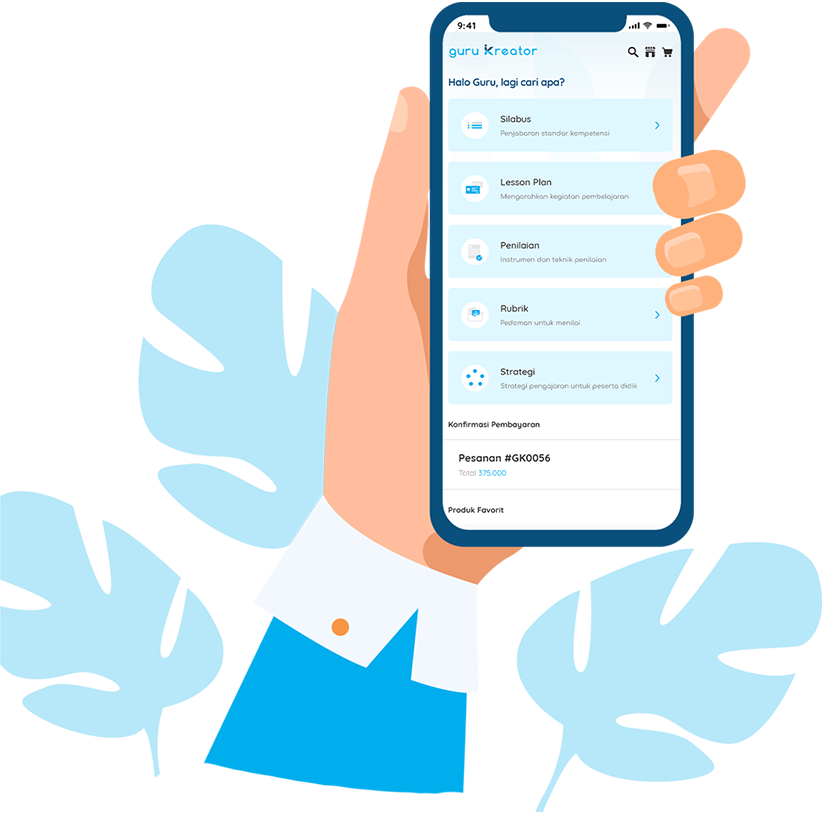 9:41
guru kreator
Halo Guru, lagi cari apa?
Silabus
Penjabaran standar kompetensi
Lesson Plan
Mengarahkan kegiatan pembelajaran
Penilaian
Instrumen dan teknik penilaian
Rubrik
Pedoman untuk menilai
Strategi
Strategi pengajaran untuk peserta didik
Konfirmasi Pembayaran
Pesanan #GK0056
Total 375.000
Produk Favorit